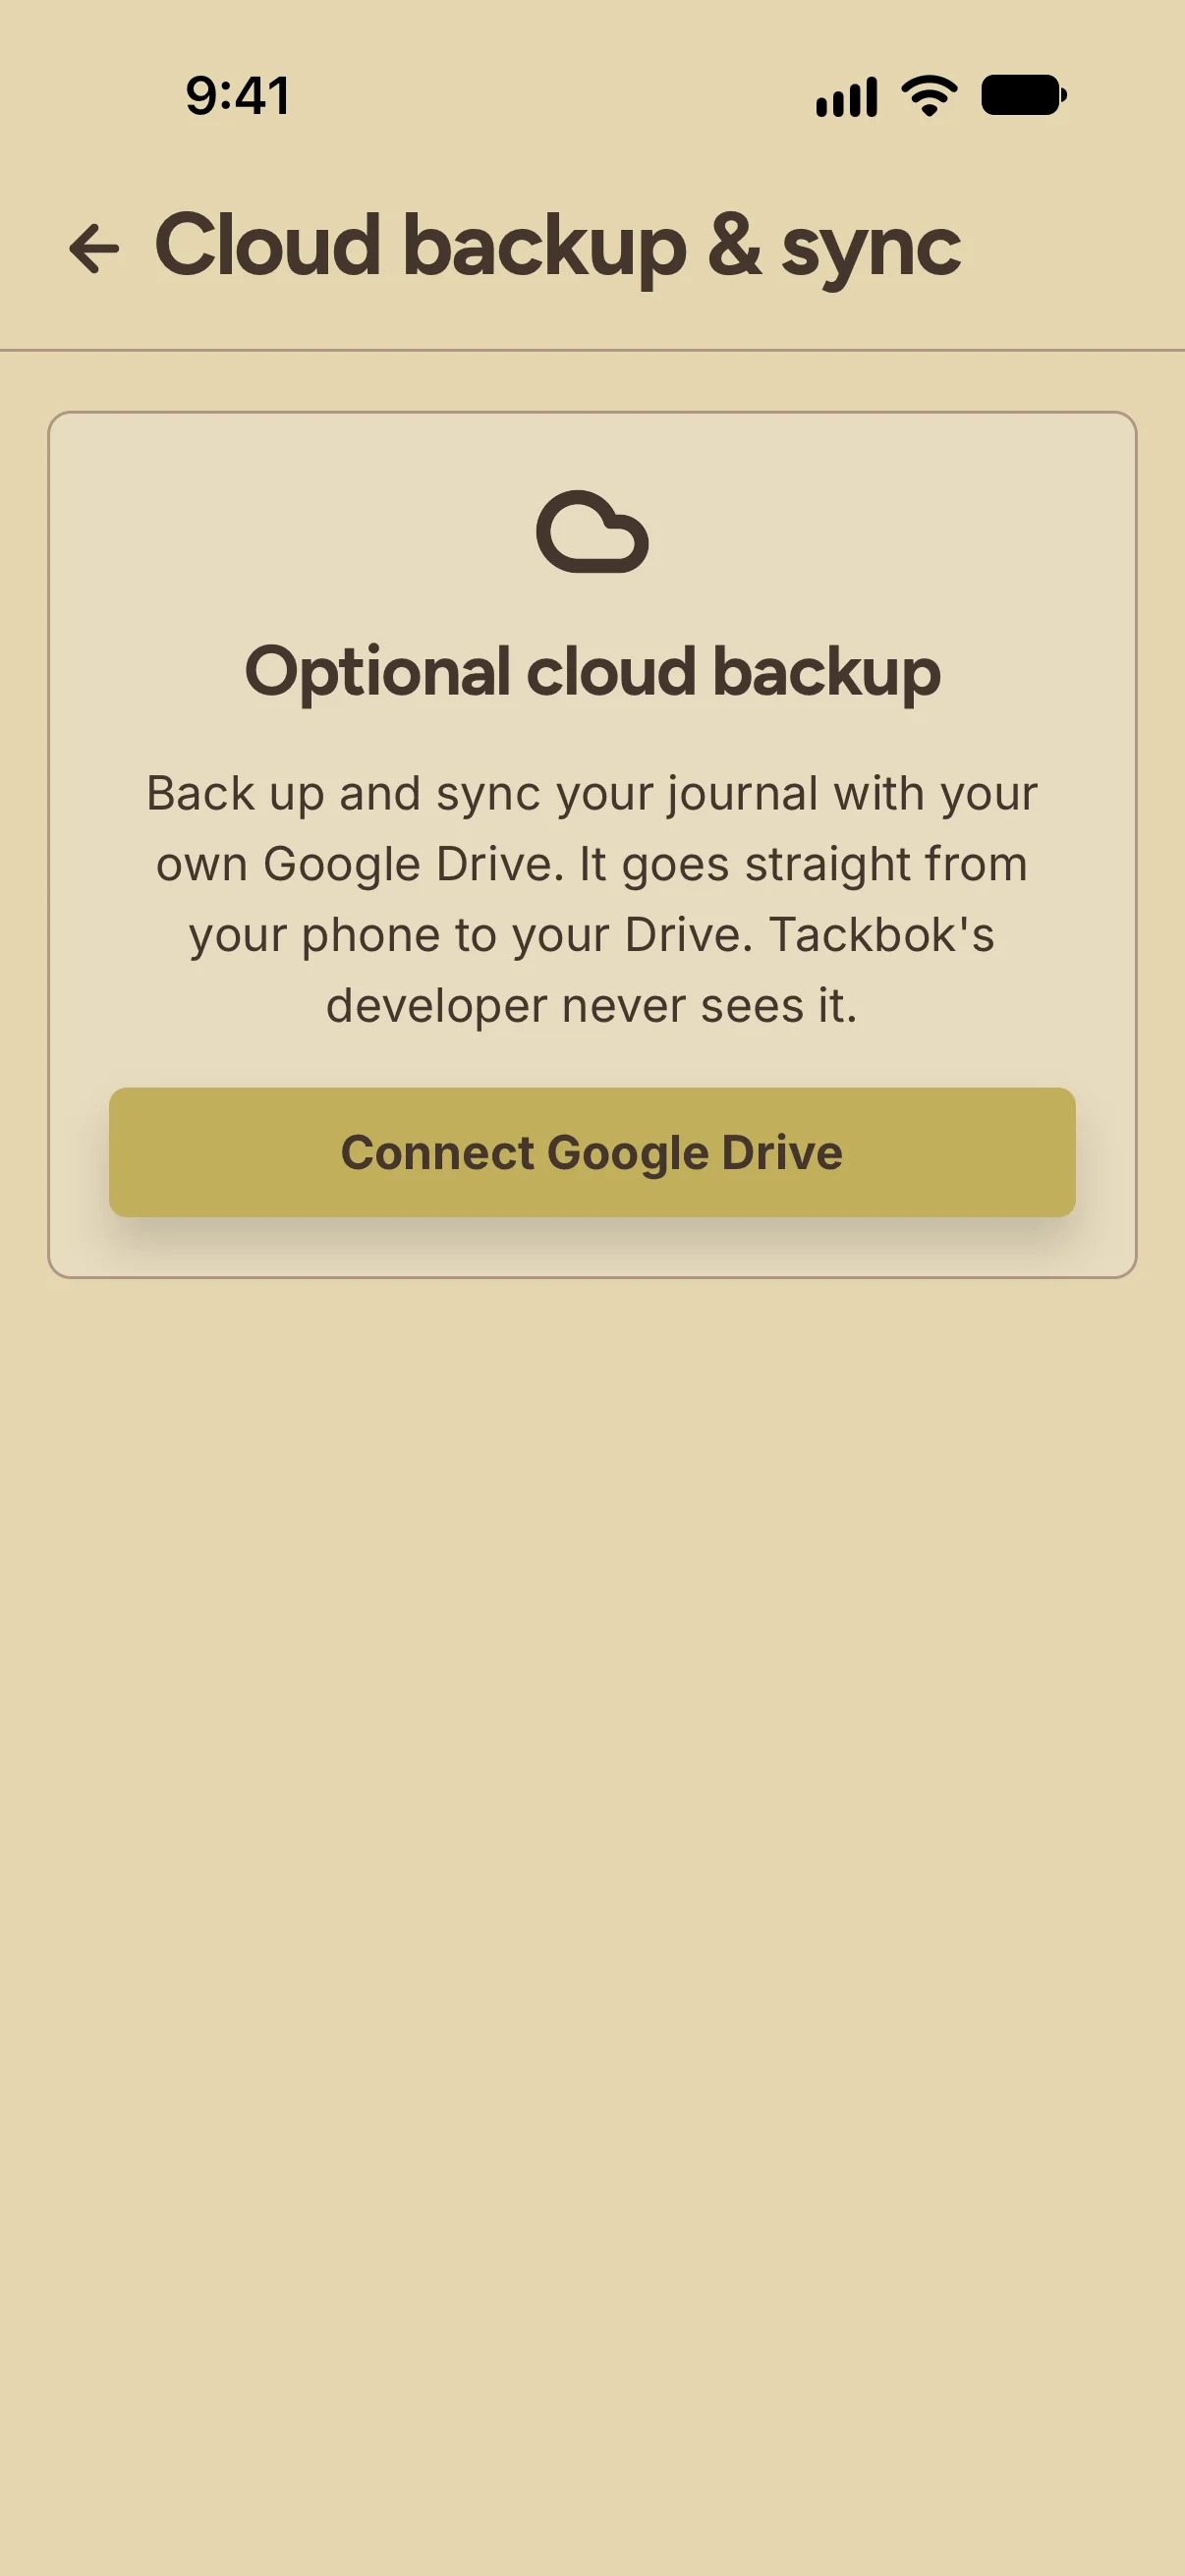 9:41
Cloud backup & sync
Optional cloud backup
Back up and sync your journal with your
own Google Drive. It goes straight from
your phone to your Drive. Tackbok's
developer never sees it.
Connect Google Drive